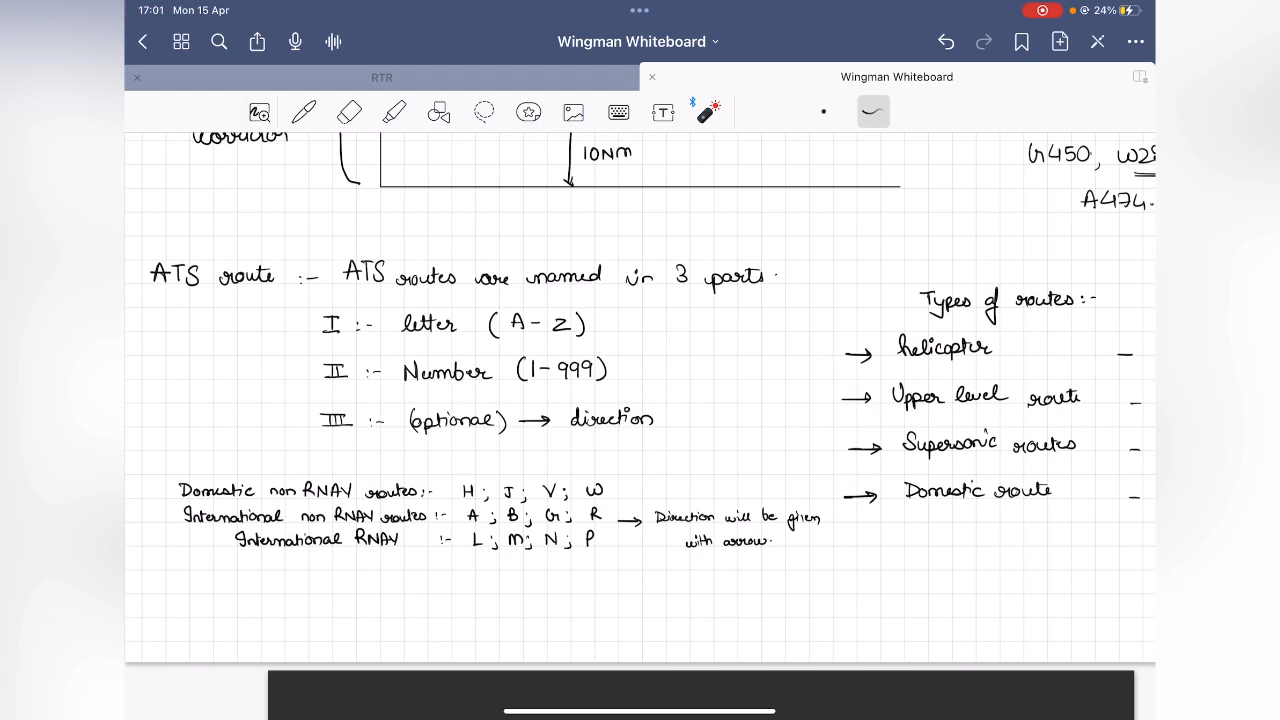 17:01 Mon 15 Apr
24%
Wingman Whiteboard
RTR
Wingman Whiteboard
T
10NM
G450, W29
A474.
ATS route :- ATS routes are named in 3 parts.
I :- letter (A-Z)
II :- Number (1-999)
III :- (optional) → direction
Domestic non RNAV routes:- H ; J ; V ; W
International non RNAV routes :- A ; B ; G ; R → Direction will be given
International RNAV :- L ; M ; N ; P with arrow.
Types of routes:-
→ helicopter -
→ Upper level route -
→ Supersonic routes -
→ Domestic route -